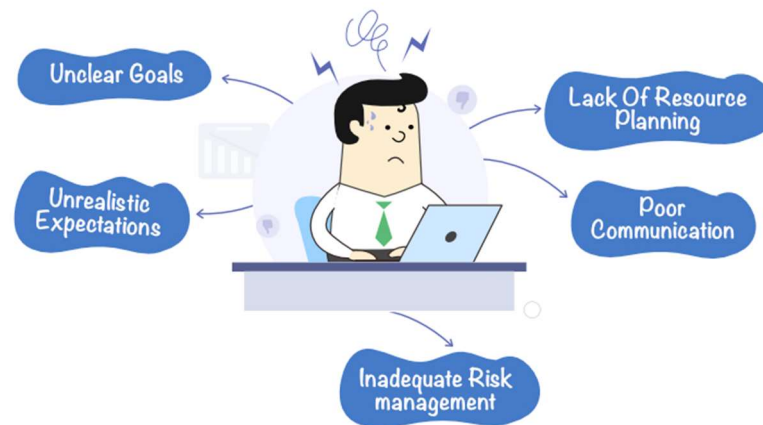 Unclear Goals
Lack Of Resource
Planning
Unrealistic
Expectations
Poor
Communication
Inadequate Risk
management